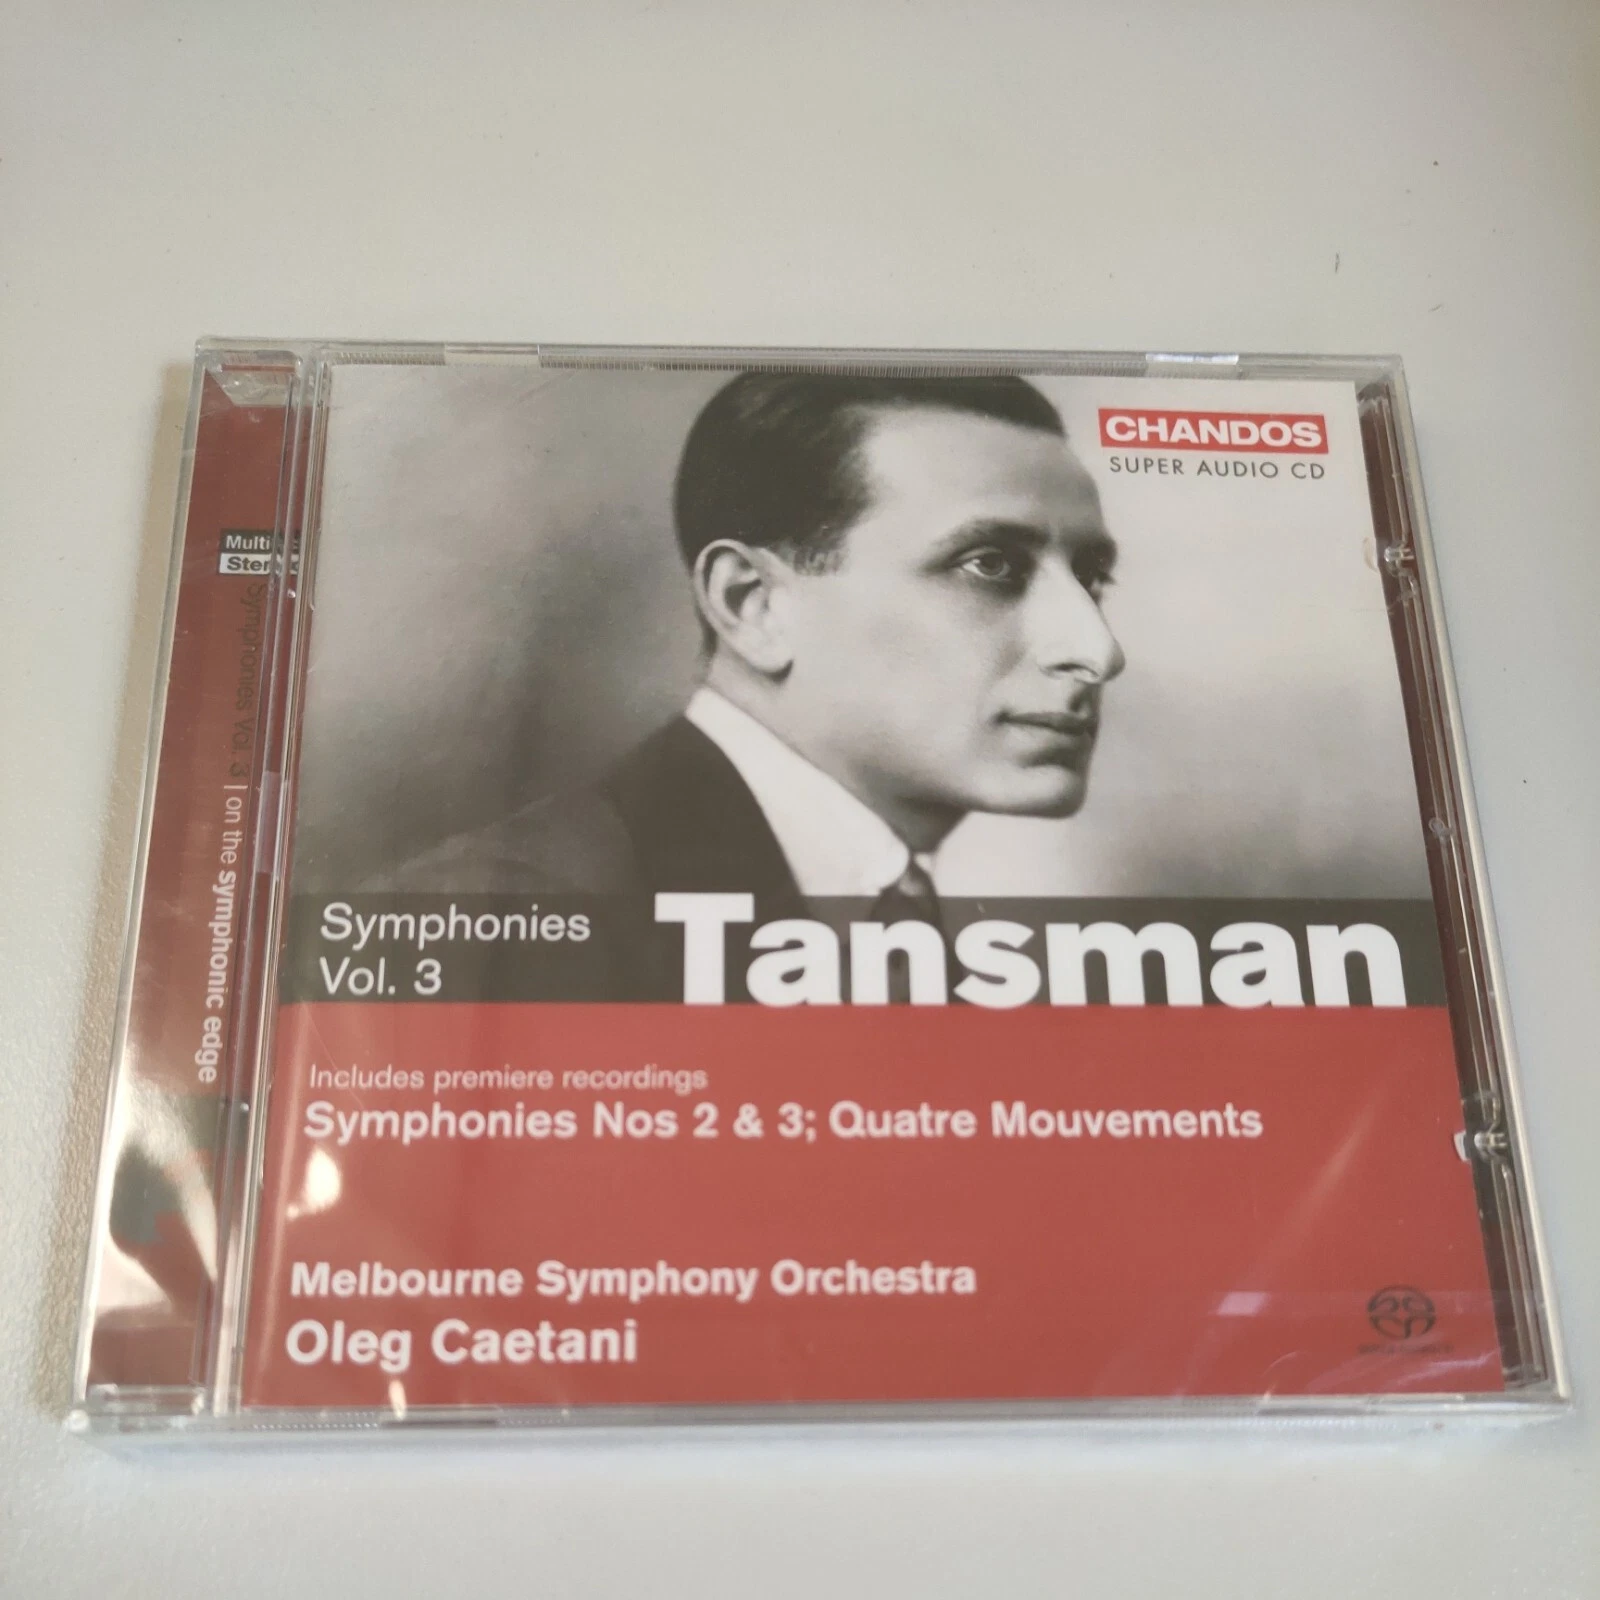 CHANDOS
SUPER AUDIO CD
Symphonies
Vol. 3
Tansman
Includes premiere recordings
Symphonies Nos 2 & 3; Quatre Mouvements
Melbourne Symphony Orchestra
Oleg Caetani
Symphonies Vol. 3 | on the symphonic edge